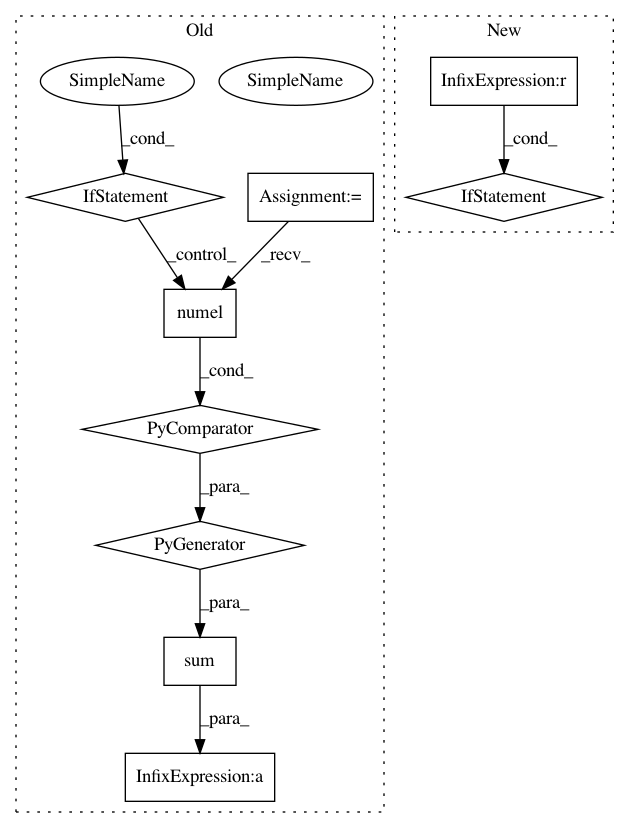 Old
New
SimpleName
SimpleName
InfixExpression:r
_cond_
_cond_
IfStatement
Assignment:=
IfStatement
_control_
_recv_
numel
_cond_
PyComparator
_para_
PyGenerator
_para_
sum
_para_
InfixExpression:a